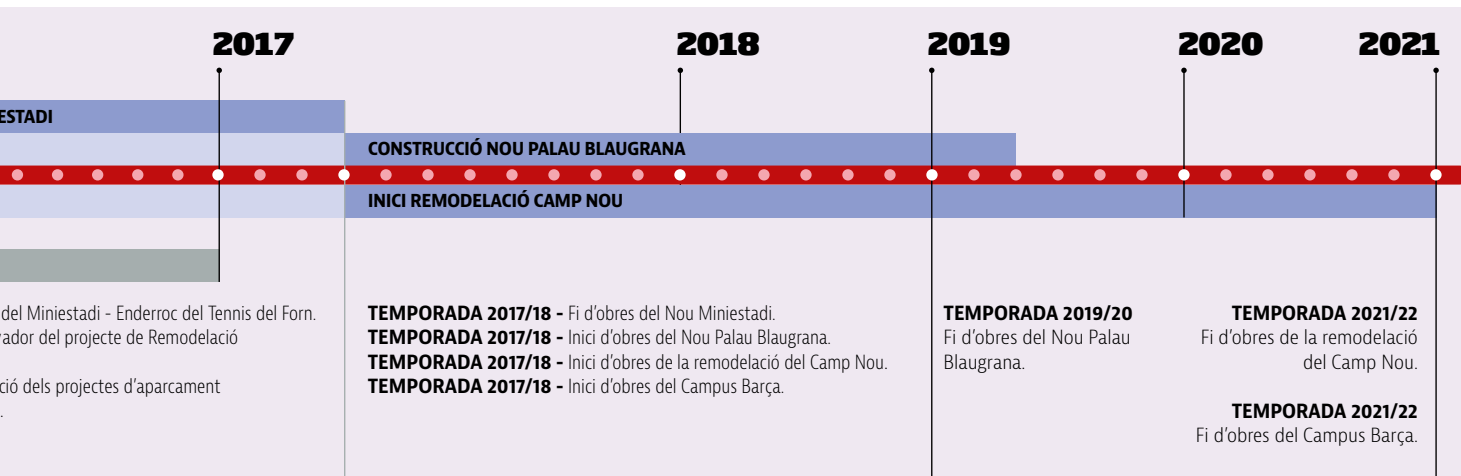 2017
2018
2019
2020
2021
ESTADI
CONSTRUCCIÓ NOU PALAU BLAUGRANA
INICI REMODELACIÓ CAMP NOU
del Miniestadi - Enderroc del Tennis del Forn.
vador del projecte de Remodelació
ció dels projectes d'aparcament
.
TEMPORADA 2017/18 - Fi d'obres del Nou Miniestadi.
TEMPORADA 2017/18 - Inici d'obres del Nou Palau Blaugrana.
TEMPORADA 2017/18 - Inici d'obres de la remodelació del Camp Nou.
TEMPORADA 2017/18 - Inici d'obres del Campus Barça.
TEMPORADA 2019/20
Fi d'obres del Nou Palau
Blaugrana.
TEMPORADA 2021/22
Fi d'obres de la remodelació
del Camp Nou.
TEMPORADA 2021/22
Fi d'obres del Campus Barça.